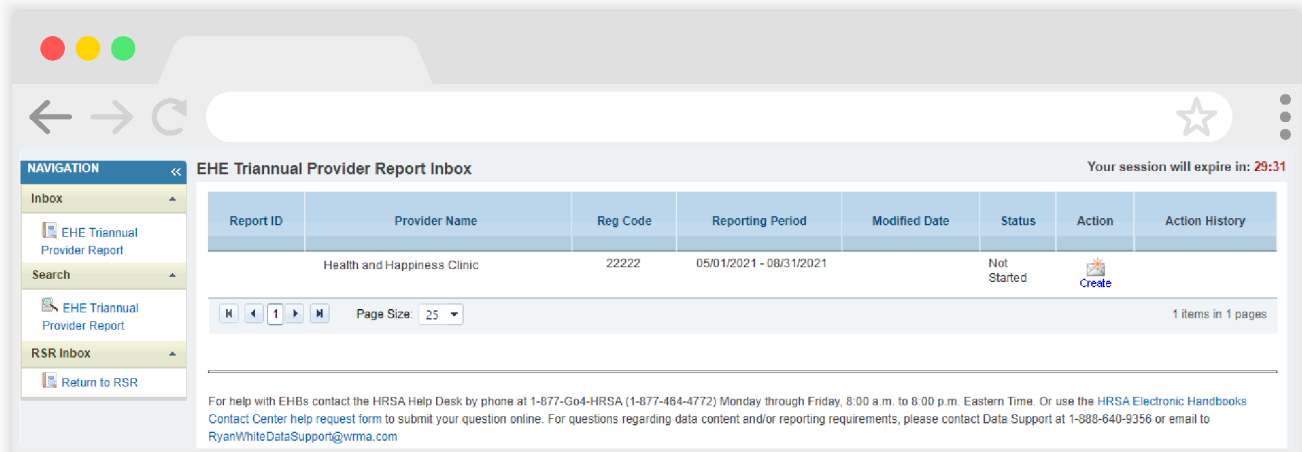 NAVIGATION «
EHE Triannual Provider Report Inbox
Your session will expire in: 29:31
Inbox
EHE Triannual
Provider Report
Search
EHE Triannual
Provider Report
RSR Inbox
Return to RSR
Report ID Provider Name Reg Code Reporting Period Modified Date Status Action Action History
Health and Happiness Clinic 22222 05/01/2021 - 08/31/2021 Not
Started Create
1 Page Size: 25 1 items in 1 pages
For help with EHBs contact the HRSA Help Desk by phone at 1-877-Go4-HRSA (1-877-464-4772) Monday through Friday, 8:00 a.m. to 8:00 p.m. Eastern Time. Or use the HRSA Electronic Handbooks
Contact Center help request form to submit your question online. For questions regarding data content and/or reporting requirements, please contact Data Support at 1-888-640-9356 or email to
RyanWhiteDataSupport@wrma.com